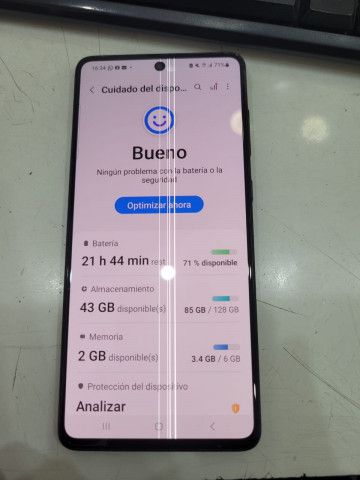 16:24 71%
Cuidado del dispo...
Bueno
Ningún problema con la batería o la
seguridad
Optimizar ahora
Batería
21 h 44 min rest
71 % disponible
Almacenamiento
43 GB disponible(s)
85 GB / 128 GB
Memoria
2 GB disponible(s)
3.4 GB / 6 GB
Protección del dispositivo
Analizar